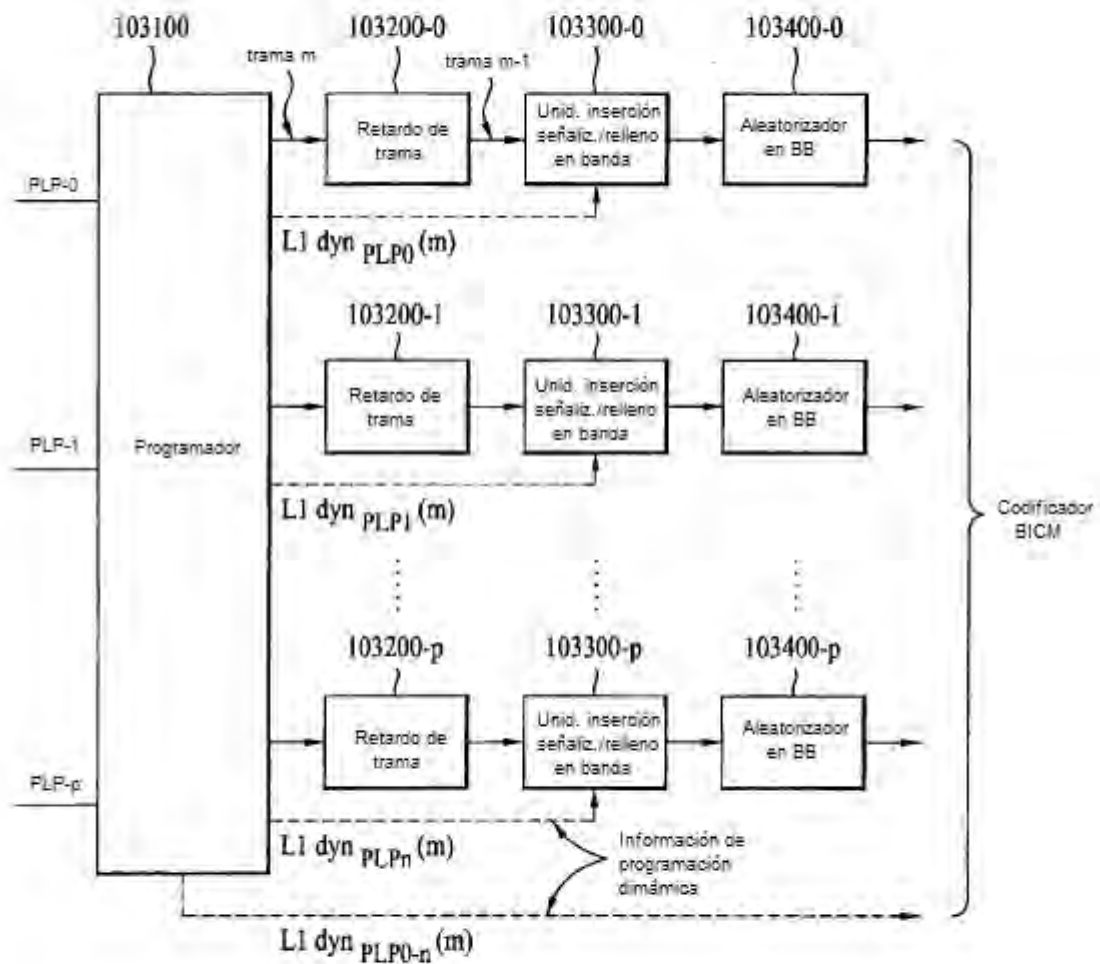 103100
103200-0
103300-0
103400-0
trama m
trama m-1
Retardo de
trama
Unid. inserción
señaliz./relleno
en banda
Aleatorizador
en BB
PLP-0
L1 dyn PLP0(m)
103200-1
103300-1
103400-1
Retardo de
trama
Unid. inserción
señaliz./relleno
en banda
Aleatorizador
en BB
PLP-1
Programador
L1 dyn PLP1(m)
Codificador
BICM
103200-p
103300-p
103400-p
Retardo de
trama
Unid. inserción
señaliz./relleno
en banda
Aleatorizador
en BB
PLP-p
L1 dyn PLPn(m)
Información de
programación
dinámica
L1 dyn PLP0-n(m)